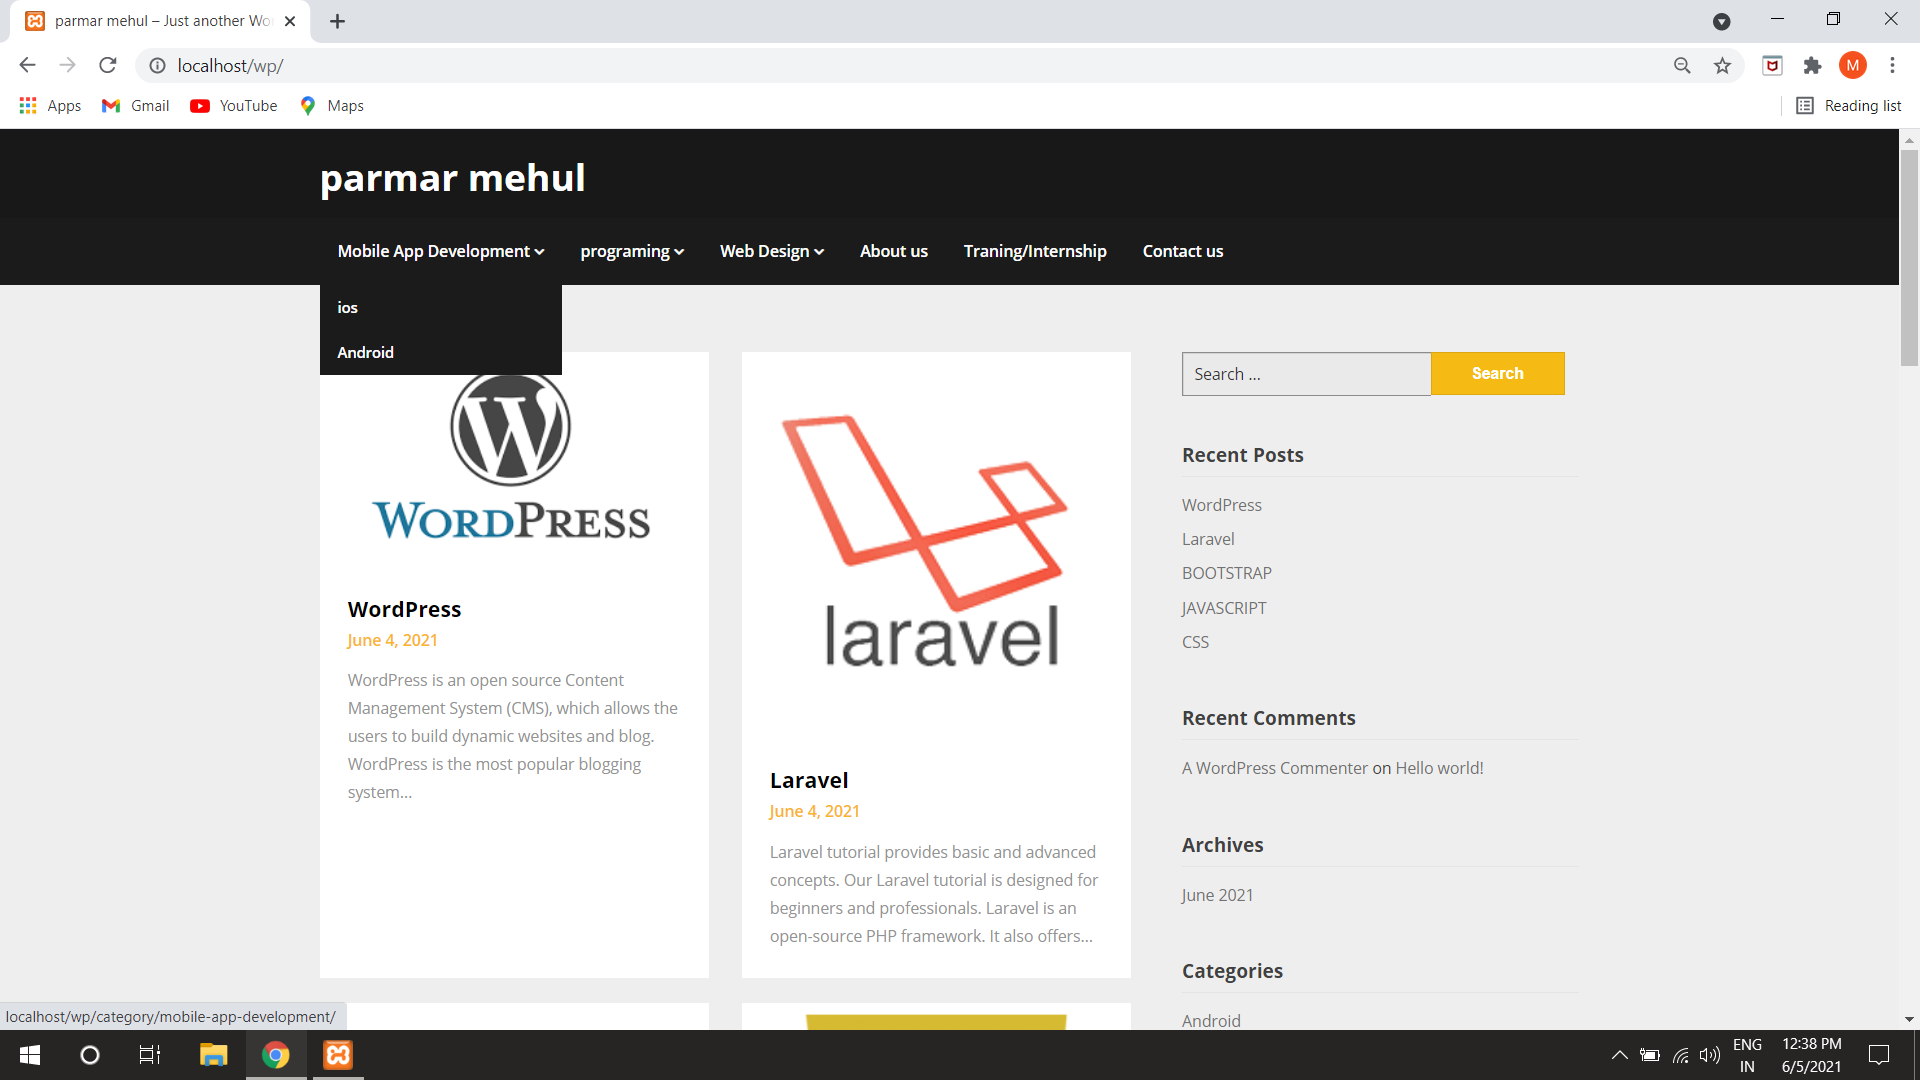 parmar mehul – Just another Wo
localhost/wp/
M
Apps
Gmail
YouTube
Maps
Reading list
parmar mehul
Mobile App Development
programing
Web Design
About us
Traning/Internship
Contact us
ios
Android
WORDPRESS
WordPress
June 4, 2021
WordPress is an open source Content
Management System (CMS), which allows the
users to build dynamic websites and blog.
WordPress is the most popular blogging
system...
laravel
Laravel
June 4, 2021
Laravel tutorial provides basic and advanced
concepts. Our Laravel tutorial is designed for
beginners and professionals. Laravel is an
open-source PHP framework. It also offers...
Search ...
Search
Recent Posts
WordPress
Laravel
BOOTSTRAP
JAVASCRIPT
CSS
Recent Comments
A WordPress Commenter on Hello world!
Archives
June 2021
Categories
Android
localhost/wp/category/mobile-app-development/
ENG
IN
12:38 PM
6/5/2021